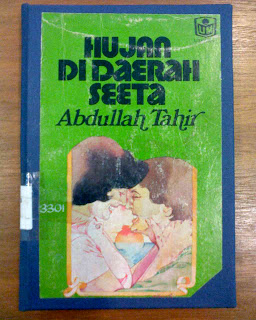 HUJAN
DI DAERAH
SEETA
Abdullah Tahir
3301